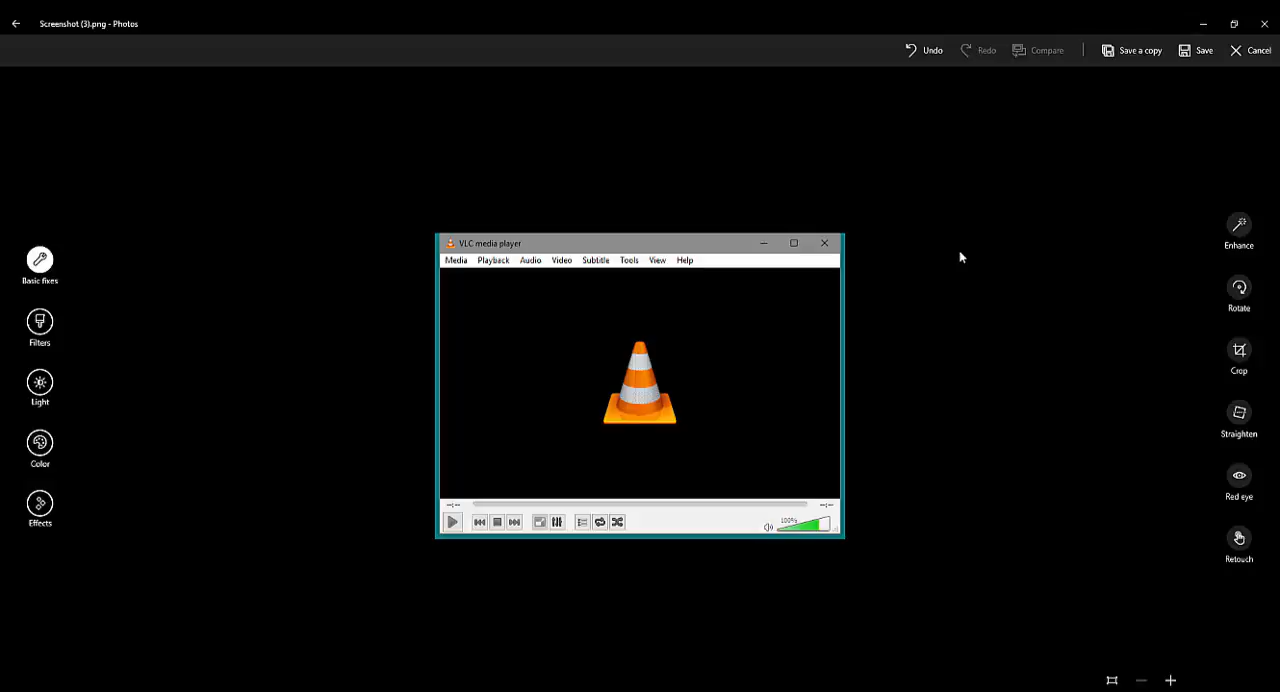 Screenshot (3).png - Photos
Undo Redo Compare Save a copy Save Cancel
VLC media player
Media Playback Audio Video Subtitle Tools View Help
Basic fixes
Filters
Light
Color
Effects
Enhance
Rotate
Crop
Straighten
Red eye
Retouch
--:-- --:--
100%